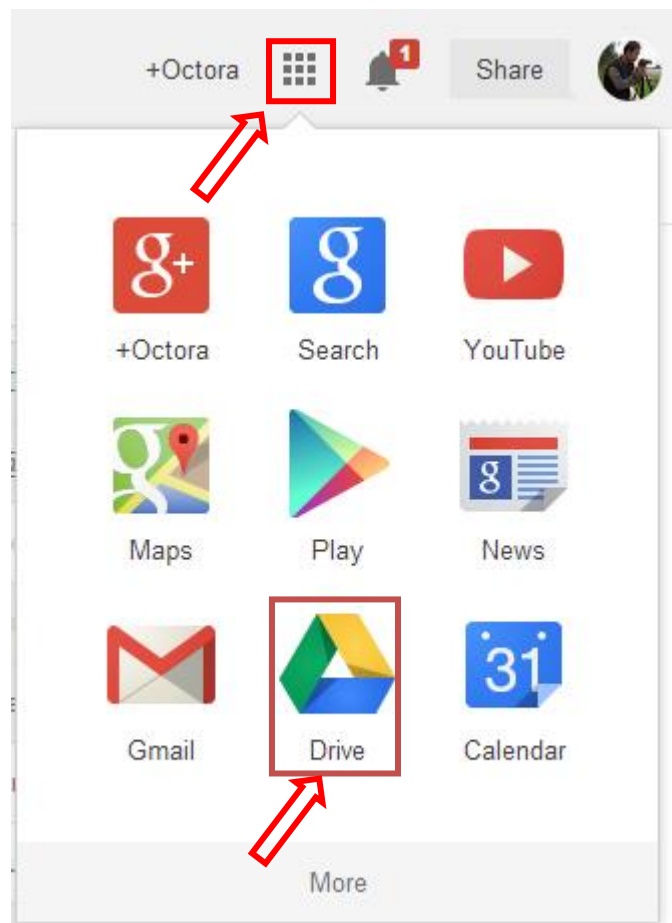 +Octora 1 Share
g+ g
+Octora Search YouTube
g g
Maps Play News
31
Gmail Drive Calendar
More